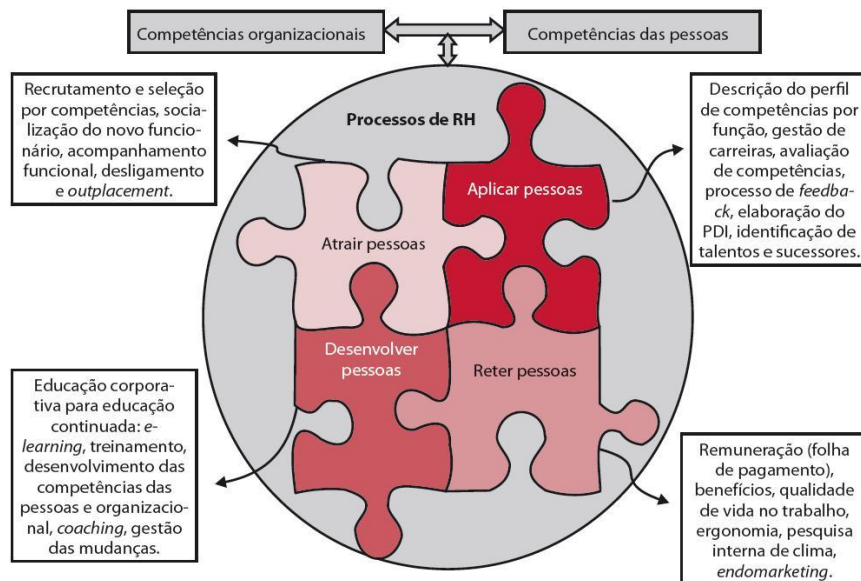 Competências organizacionais
Competências das pessoas
Recrutamento e seleção
por competências, socia-
lização do novo funcio-
nário, acompanhamento
funcional, desligamento
e outplacement.
Processos de RH
Descrição do perfil
de competências por
função, gestão de
carreiras, avaliação
de competências,
processo de feedba-
ck, elaboração do
PDI, identificação de
talentos e sucessores.
Aplicar pessoas
Atrair pessoas
Desenvolver
pessoas
Reter pessoas
Educação corpora-
tiva para educação
continuada: e-
learning, treinamento,
desenvolvimento das
competências das
pessoas e organizacio-
nal, coaching, gestão
das mudanças.
Remuneração (folha
de pagamento),
benefícios, qualidade
de vida no trabalho,
ergonomia, pesquisa
interna de clima,
endomarketing.